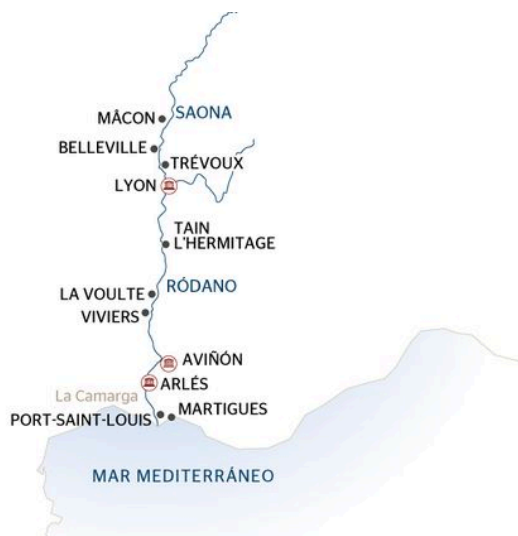 MÂCON
SAONA
BELLEVILLE
TRÉVOUX
LYON
TAIN
L'HERMITAGE
LA VOULTE
RÓDANO
VIVIERS
AVIÑÓN
ARLÉS
La Camarga
MARTIGUES
PORT-SAINT-LOUIS
MAR MEDITERRÁNEO